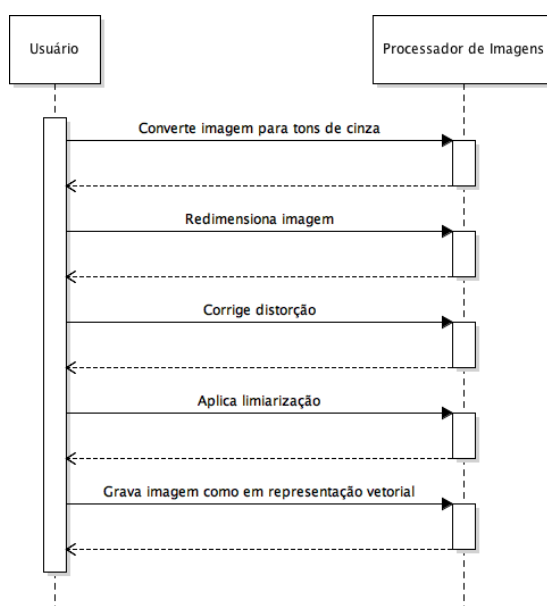 Usuário
Processador de Imagens
Converte imagem para tons de cinza
Redimensiona imagem
Corrige distorção
Aplica limiarização
Grava imagem como em representação vetorial